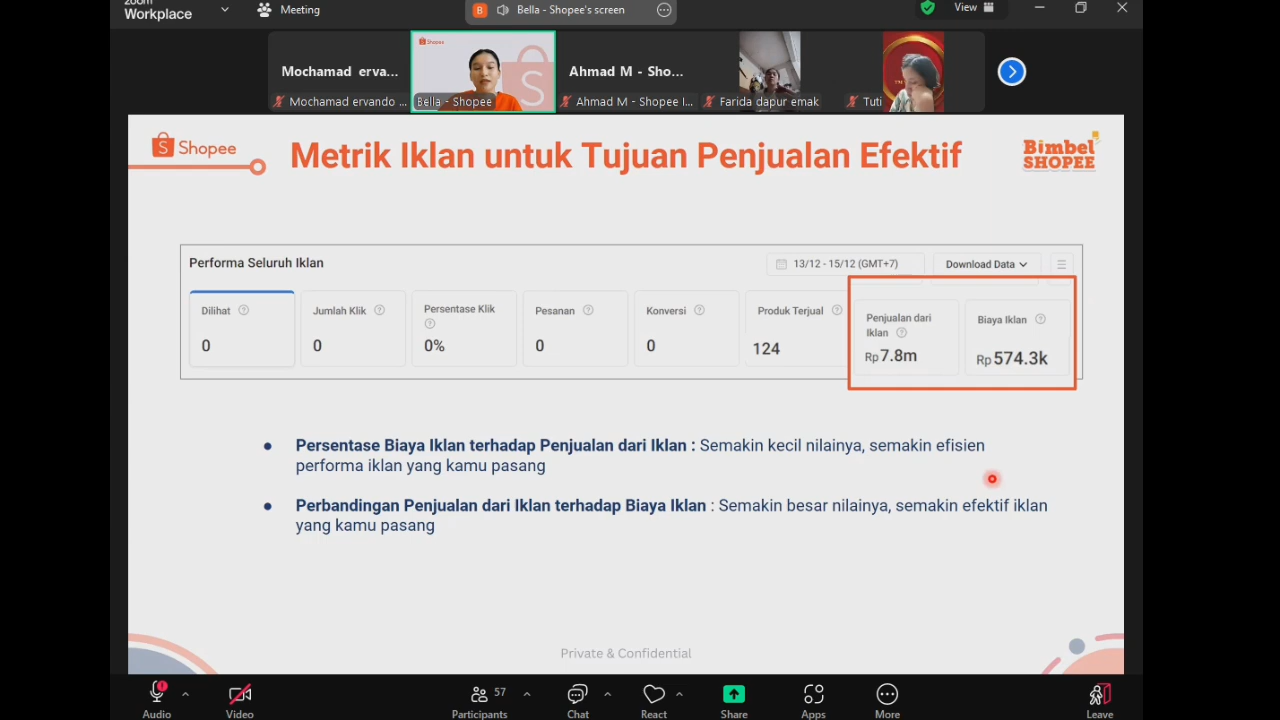 zoom
Workplace
Meeting
B
Bella - Shopee's screen
View
Mochamad erva...
Ahmad M - Sho...
Shopee
Mochamad ervando ...
Bella - Shopee
Ahmad M - Shopee I...
Farida dapur emak
Tuti
Shopee
Metrik Iklan untuk Tujuan Penjualan Efektif
Bimbel
SHOPEE
Performa Seluruh Iklan
13/12 - 15/12 (GMT+7)
Download Data
Dilihat
0
Jumlah Klik
0
Persentase Klik
0%
Pesanan
0
Konversi
0
Produk Terjual
124
Penjualan dari
Iklan
Rp7.8m
Biaya Iklan
Rp574.3k
Persentase Biaya Iklan terhadap Penjualan dari Iklan : Semakin kecil nilainya, semakin efisien
performa iklan yang kamu pasang
Perbandingan Penjualan dari Iklan terhadap Biaya Iklan : Semakin besar nilainya, semakin efektif iklan
yang kamu pasang
Private & Confidential
57
Audio
Video
Participants
Chat
React
Share
Apps
More
Leave